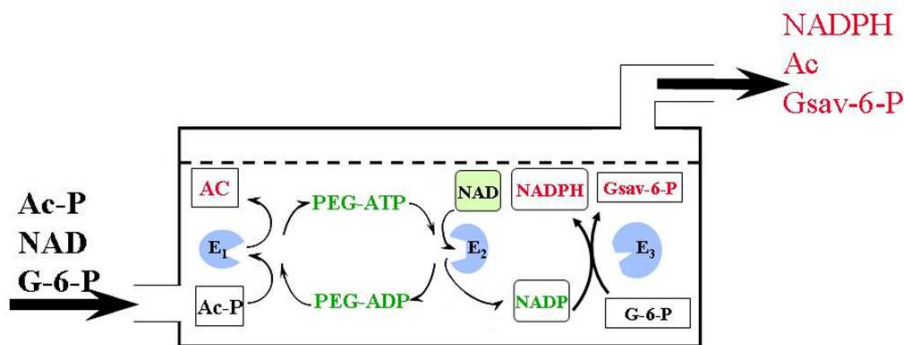 NADPH
Ac
Gsav-6-P
Ac-P
NAD
G-6-P
AC
PEG-ATP
NAD
NADPH
Gsav-6-P
E1
E2
E3
Ac-P
PEG-ADP
NADP
G-6-P